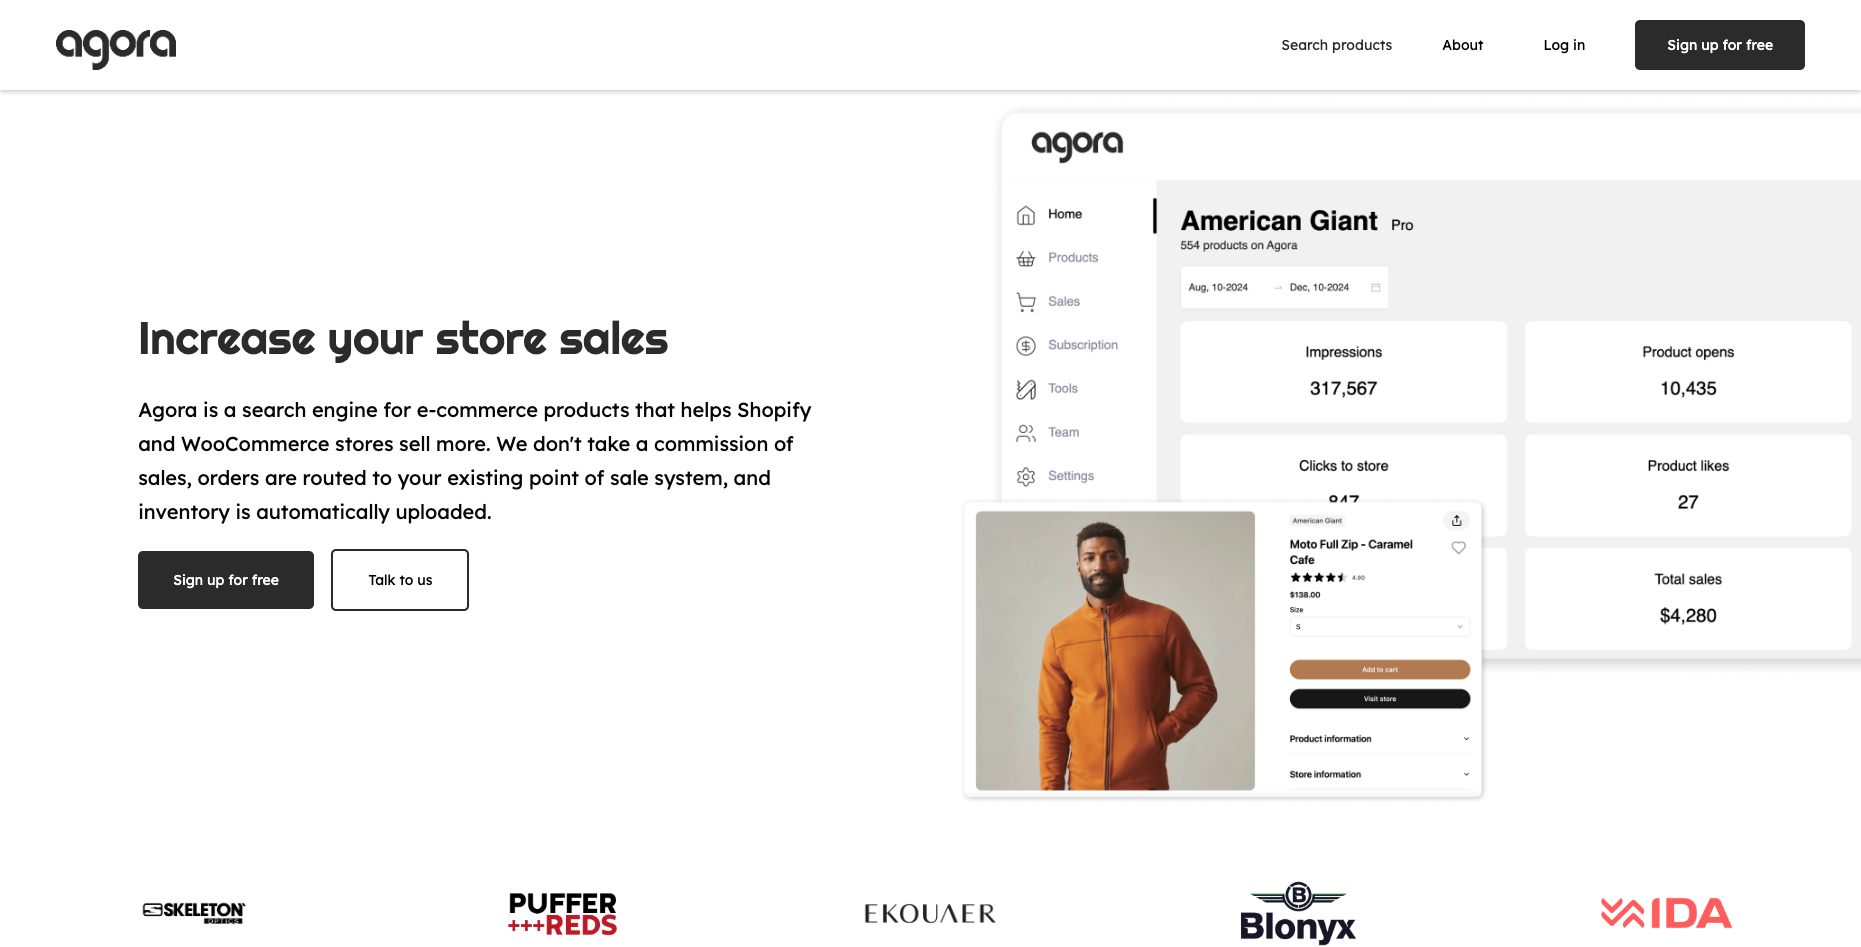 agora
Search products
About
Log in
Sign up for free
Increase your store sales
Agora is a search engine for e-commerce products that helps Shopify
and WooCommerce stores sell more. We don't take a commission of
sales, orders are routed to your existing point of sale system, and
inventory is automatically uploaded.
Sign up for free
Talk to us
agora
Home
Products
Sales
Subscription
Tools
Team
Settings
American Giant Pro
554 products on Agora
Aug, 10-2024 → Dec, 10-2024
Impressions
317,567
Product opens
10,435
Clicks to store
847
Product likes
27
Total sales
$4,280
American Giant
Moto Full Zip - Caramel
Cafe
4.90
$138.00
Size
S
Add to cart
Visit store
Product information
Store information
SKELETON
OPTICS
PUFFER
+++REDS
EKOUAER
B
Blonyx
IDA